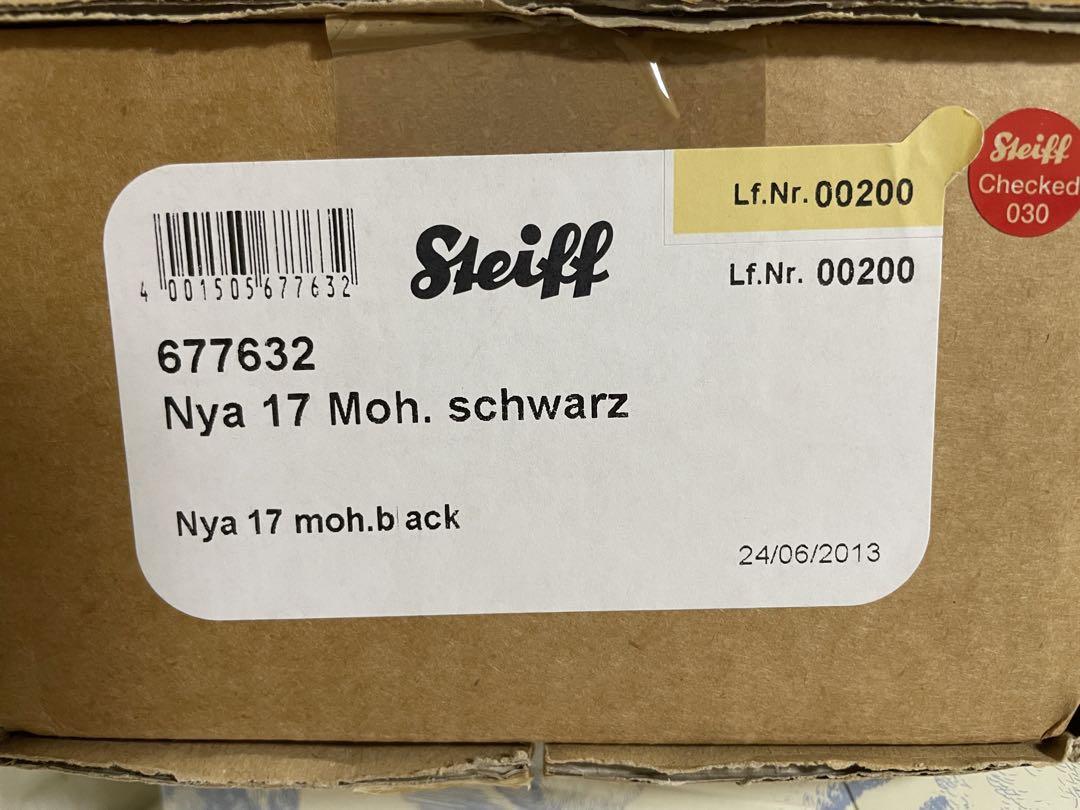 Lf.Nr. 00200
Steiff
Checked
030
4 001505 677632
Steiff
Lf.Nr. 00200
677632
Nya 17 Moh. schwarz
Nya 17 moh.b ack
24/06/2013